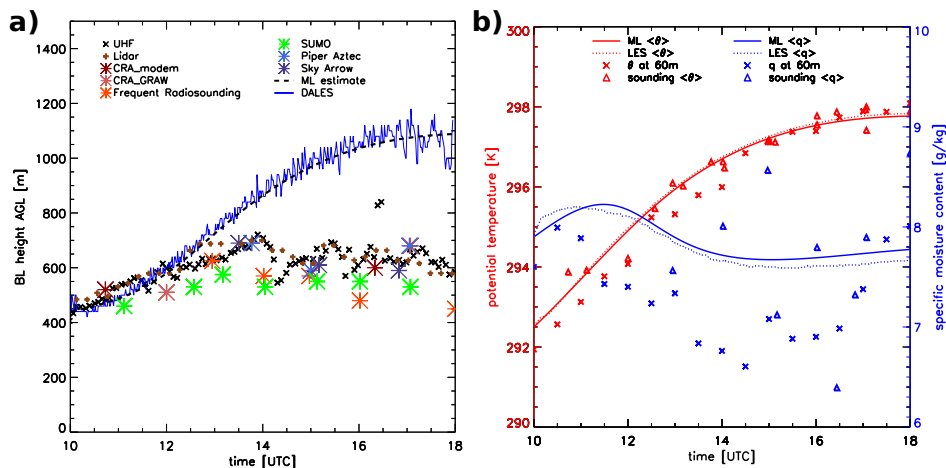 a)
b)
UHF
Lidar
CRA_modem
CRA_GRAW
Frequent Radiosounding
SUMO
Piper Aztec
Sky Arrow
ML estimate
DALES
BL height AGL [m]
1400
1200
1000
800
600
400
200
0
10 12 14 16 18
time [UTC]
ML <θ>
LES <θ>
θ at 60m
sounding <θ>
ML <q>
LES <q>
q at 60m
sounding <q>
potential temperature [K]
300
298
296
294
292
290
10 12 14 16 18
time [UTC]
specific moisture content [g/kg]
10
9
8
7
6